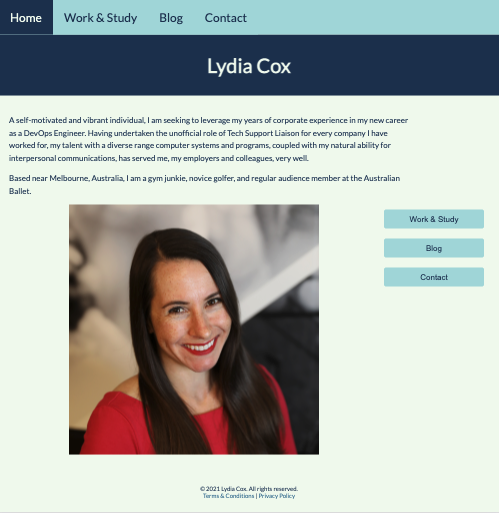 Home Work & Study Blog Contact
Lydia Cox
A self-motivated and vibrant individual, I am seeking to leverage my years of corporate experience in my new career
as a DevOps Engineer. Having undertaken the unofficial role of Tech Support Liaison for every company I have
worked for, my talent with a diverse range computer systems and programs, coupled with my natural ability for
interpersonal communications, has served me, my employers and colleagues, very well.
Based near Melbourne, Australia, I am a gym junkie, novice golfer, and regular audience member at the Australian
Ballet.
Work & Study
Blog
Contact
© 2021 Lydia Cox. All rights reserved.
Terms & Conditions | Privacy Policy